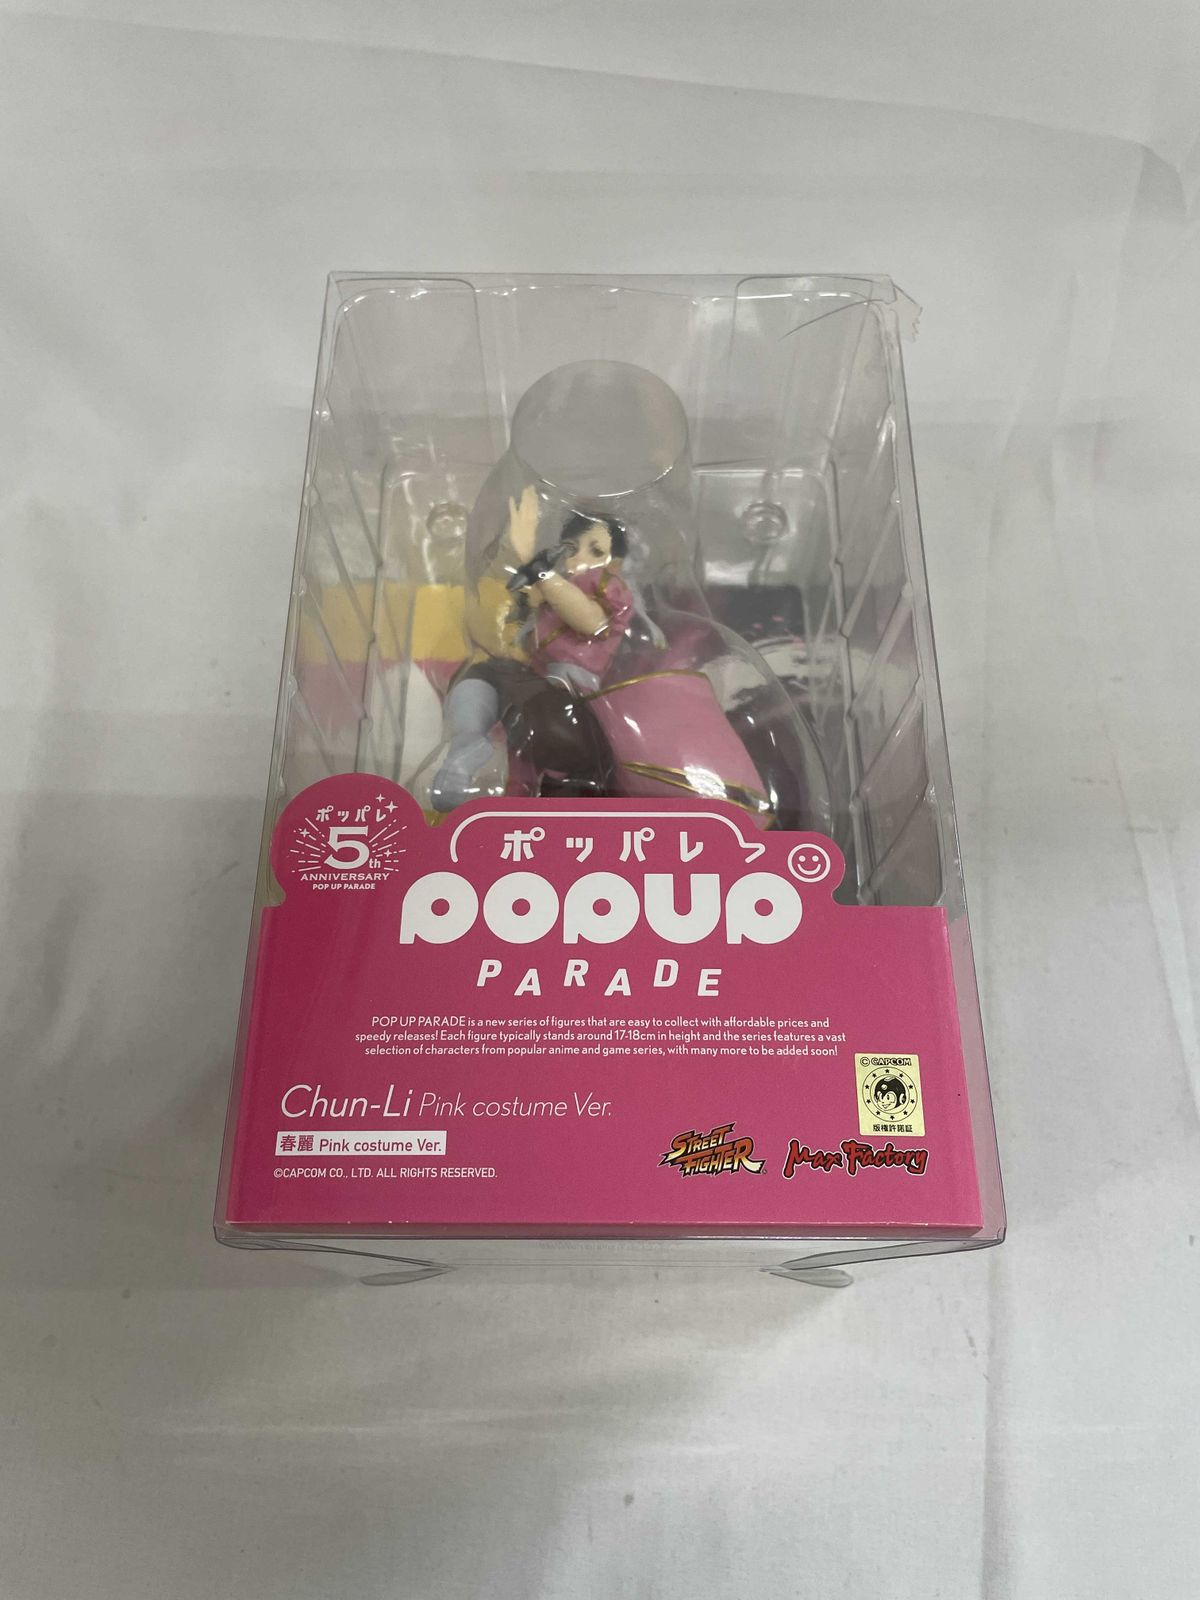 ポッパレ
5th
ANNIVERSARY
POP UP PARADE
ポッパレ
POPUP
PARADE
POP UP PARADE is a new series of figures that are easy to collect with affordable prices and
speedy releases! Each figure typically stands around 17-18cm in height and the series features a vast
selection of characters from popular anime and game series, with many more to be added soon!
© CAPCOM
版権許諾証
Chun-Li Pink costume Ver.
春麗 Pink costume Ver.
©CAPCOM CO., LTD. ALL RIGHTS RESERVED.
STREET
FIGHTER
Max Factory